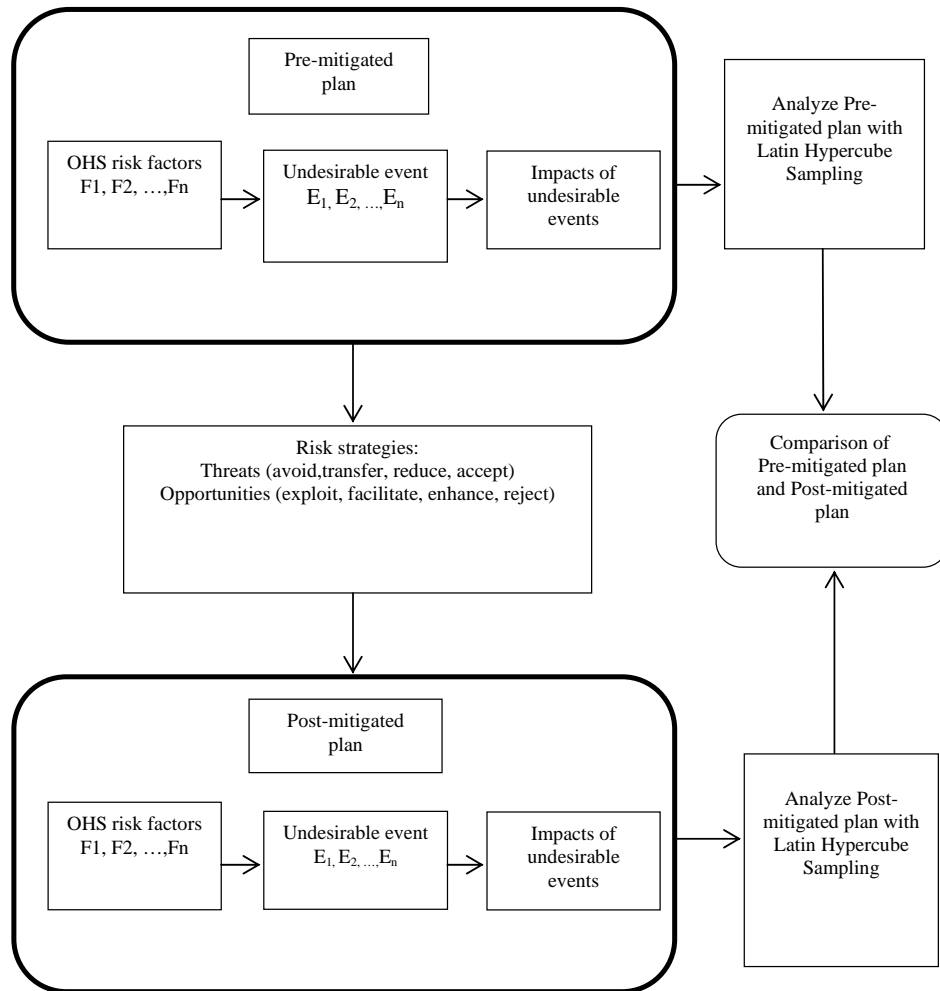 Pre-mitigated
plan
OHS risk factors
F1, F2, …,Fn
Undesirable event
E1, E2, …,En
Impacts of
undesirable
events
Analyze Pre-
mitigated plan with
Latin Hypercube
Sampling
Risk strategies:
Threats (avoid,transfer, reduce, accept)
Opportunities (exploit, facilitate, enhance, reject)
Comparison of
Pre-mitigated plan
and Post-mitigated
plan
Post-mitigated
plan
OHS risk factors
F1, F2, …,Fn
Undesirable event
E1, E2, …,En
Impacts of
undesirable
events
Analyze Post-
mitigated plan with
Latin Hypercube
Sampling